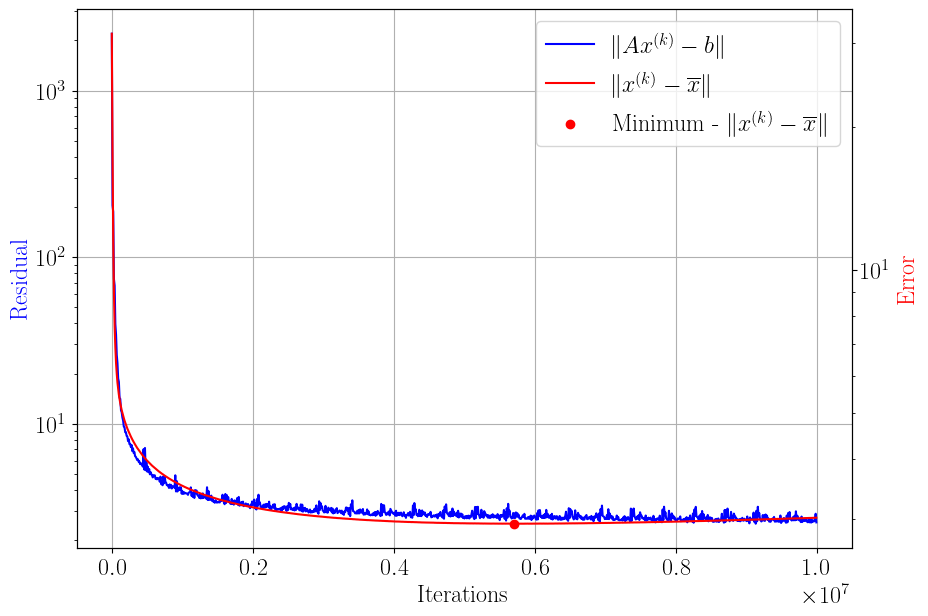 ‖Ax^(k) − b‖
‖x^(k) − x̅‖
Minimum - ‖x^(k) − x̅‖
10^3
10^2
10^1
Residual
10^1
Error
0.0 0.2 0.4 0.6 0.8 1.0
×10^7
Iterations